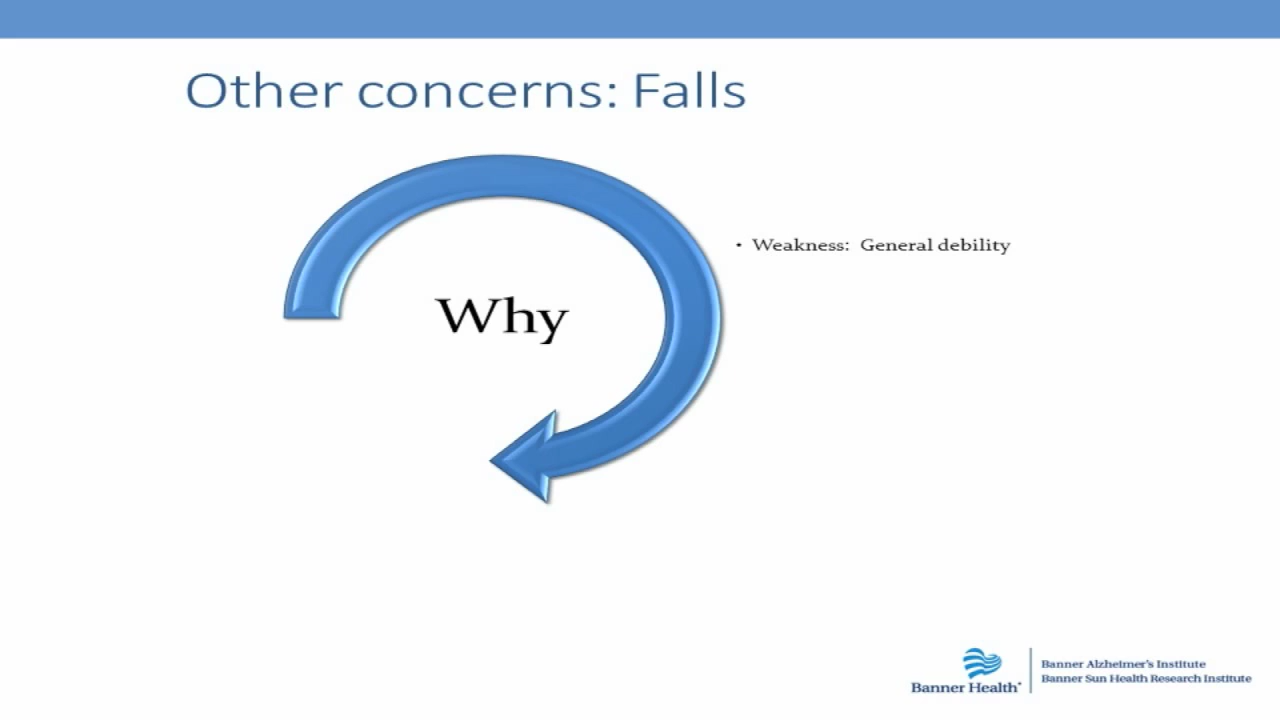 Other concerns: Falls
• Weakness: General debility
Why
Banner Health
Banner Alzheimer's Institute
Banner Sun Health Research Institute